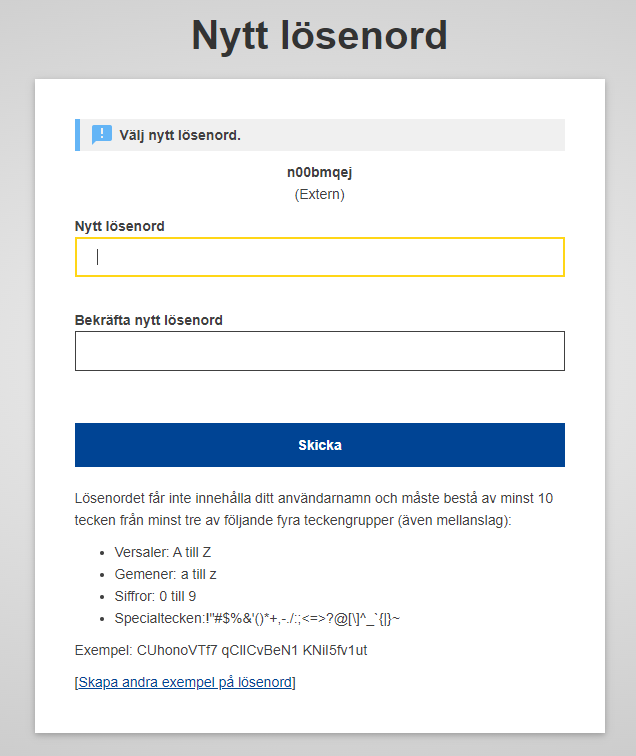 Nytt lösenord
Välj nytt lösenord.
n00bmqej
(Extern)
Nytt lösenord
Bekräfta nytt lösenord
Skicka
Lösenordet får inte innehålla ditt användarnamn och måste bestå av minst 10
tecken från minst tre av följande fyra teckengrupper (även mellanslag):
• Versaler: A till Z
• Gemener: a till z
• Siffror: 0 till 9
• Specialtecken:!"#$%&'()*+,-./:;<=>?@[\]^_`{|}~
Exempel: CUhonoVTf7 qClICvBeN1 KNiI5fv1ut
[Skapa andra exempel på lösenord]